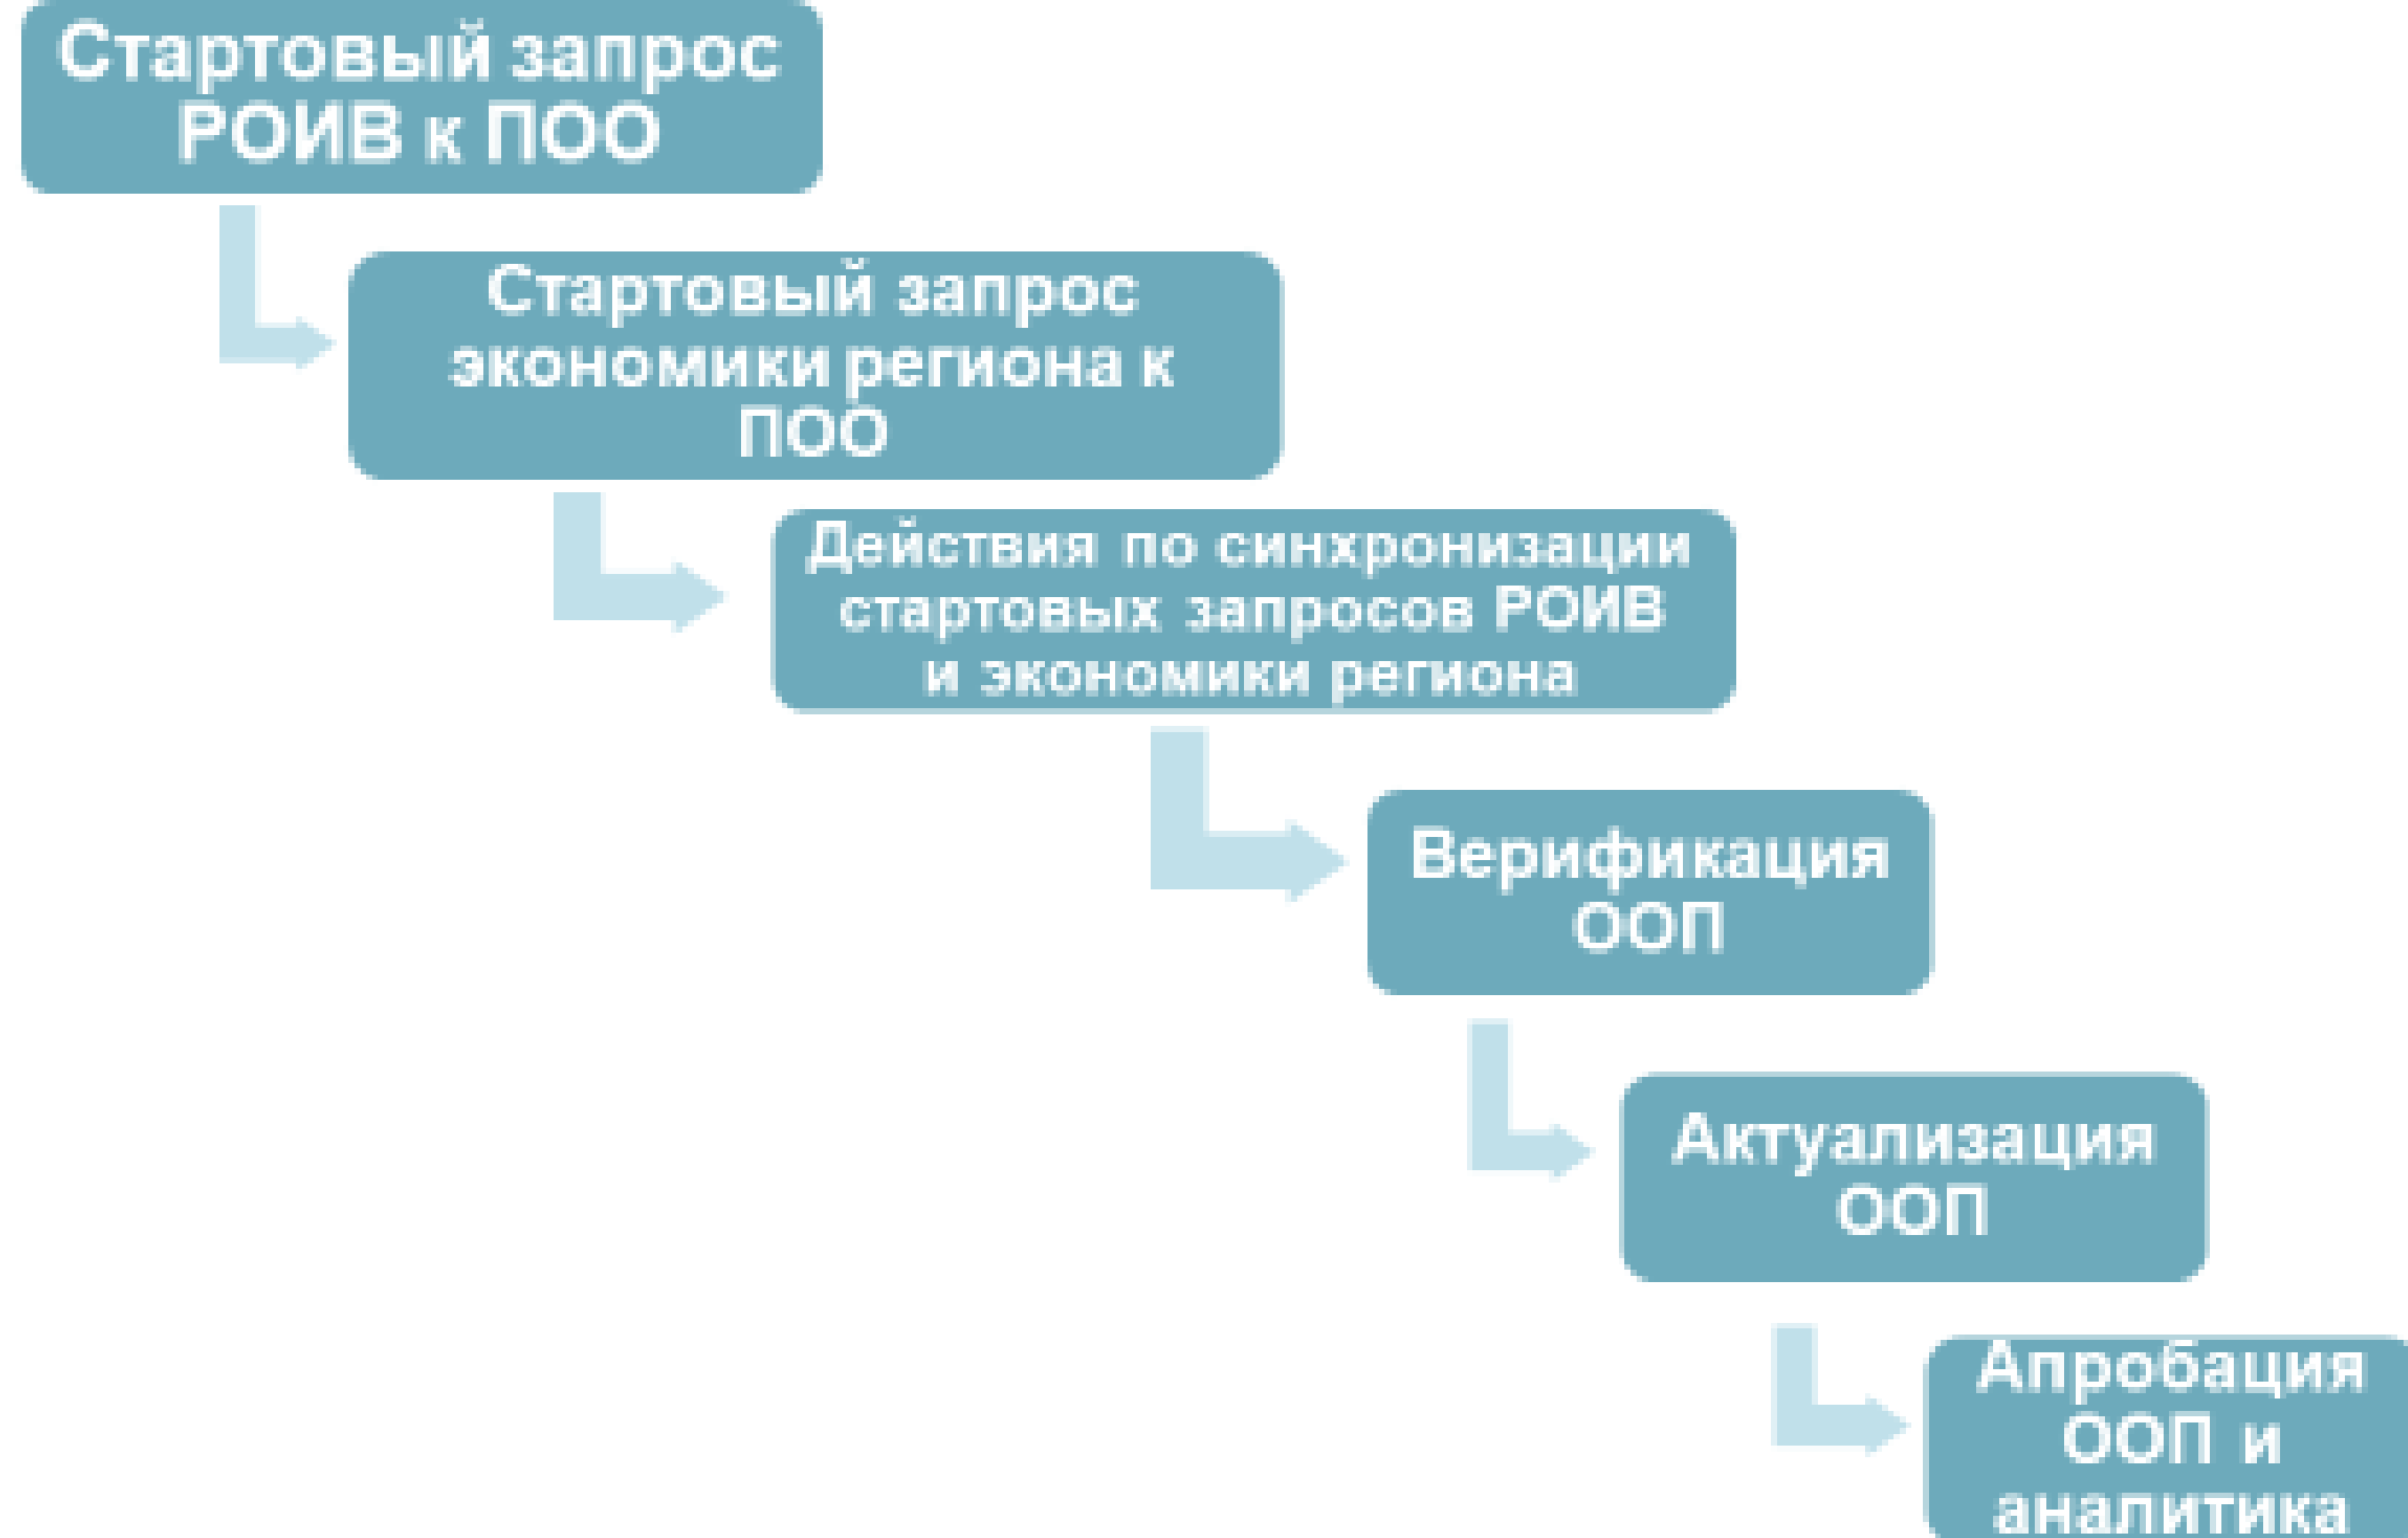 Стартовый запрос
РОИВ к ПОО
Стартовый запрос
экономики региона к
ПОО
Действия по синхронизации
стартовых запросов РОИВ
и экономики региона
Верификация
ООП
Актуализация
ООП
Апробация
ООП и
аналитика